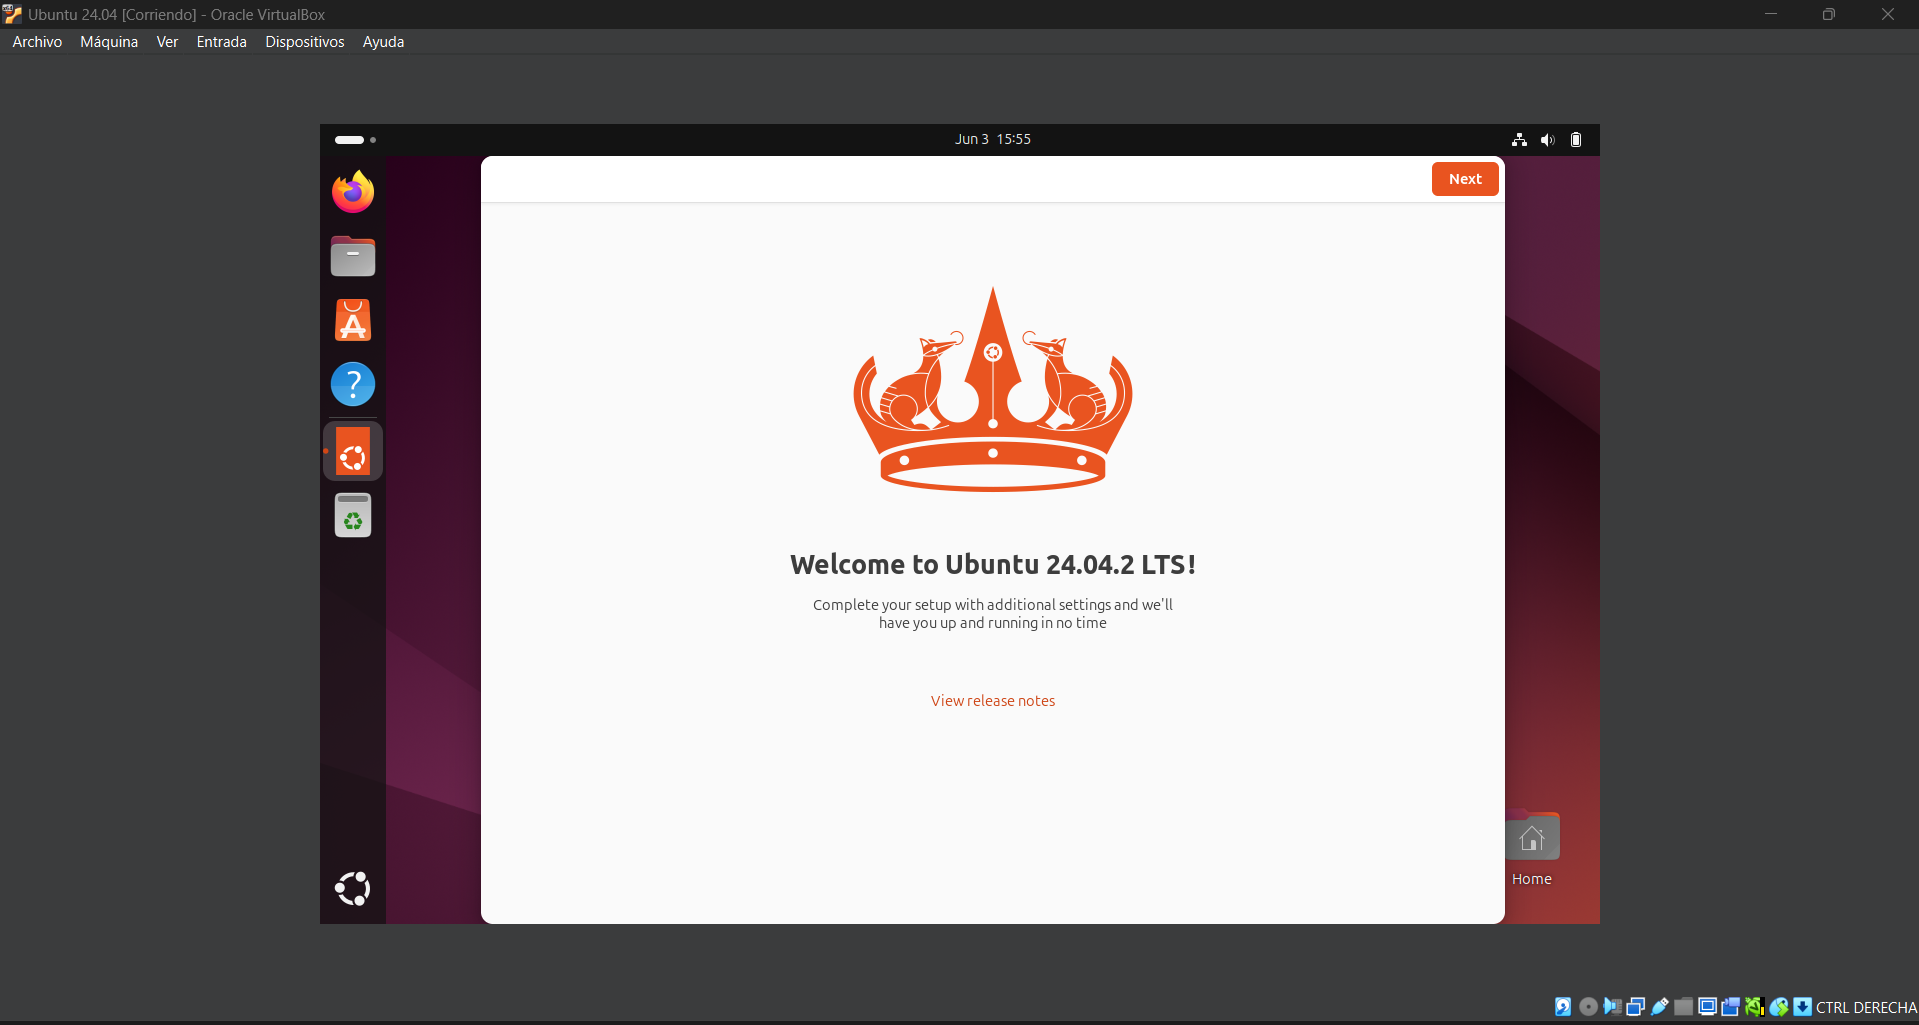 Ubuntu 24.04 [Corriendo] - Oracle VirtualBox
Archivo Máquina Ver Entrada Dispositivos Ayuda
Jun 3 15:55
Next
Welcome to Ubuntu 24.04.2 LTS!
Complete your setup with additional settings and we'll
have you up and running in no time
View release notes
Home
CTRL DERECHA